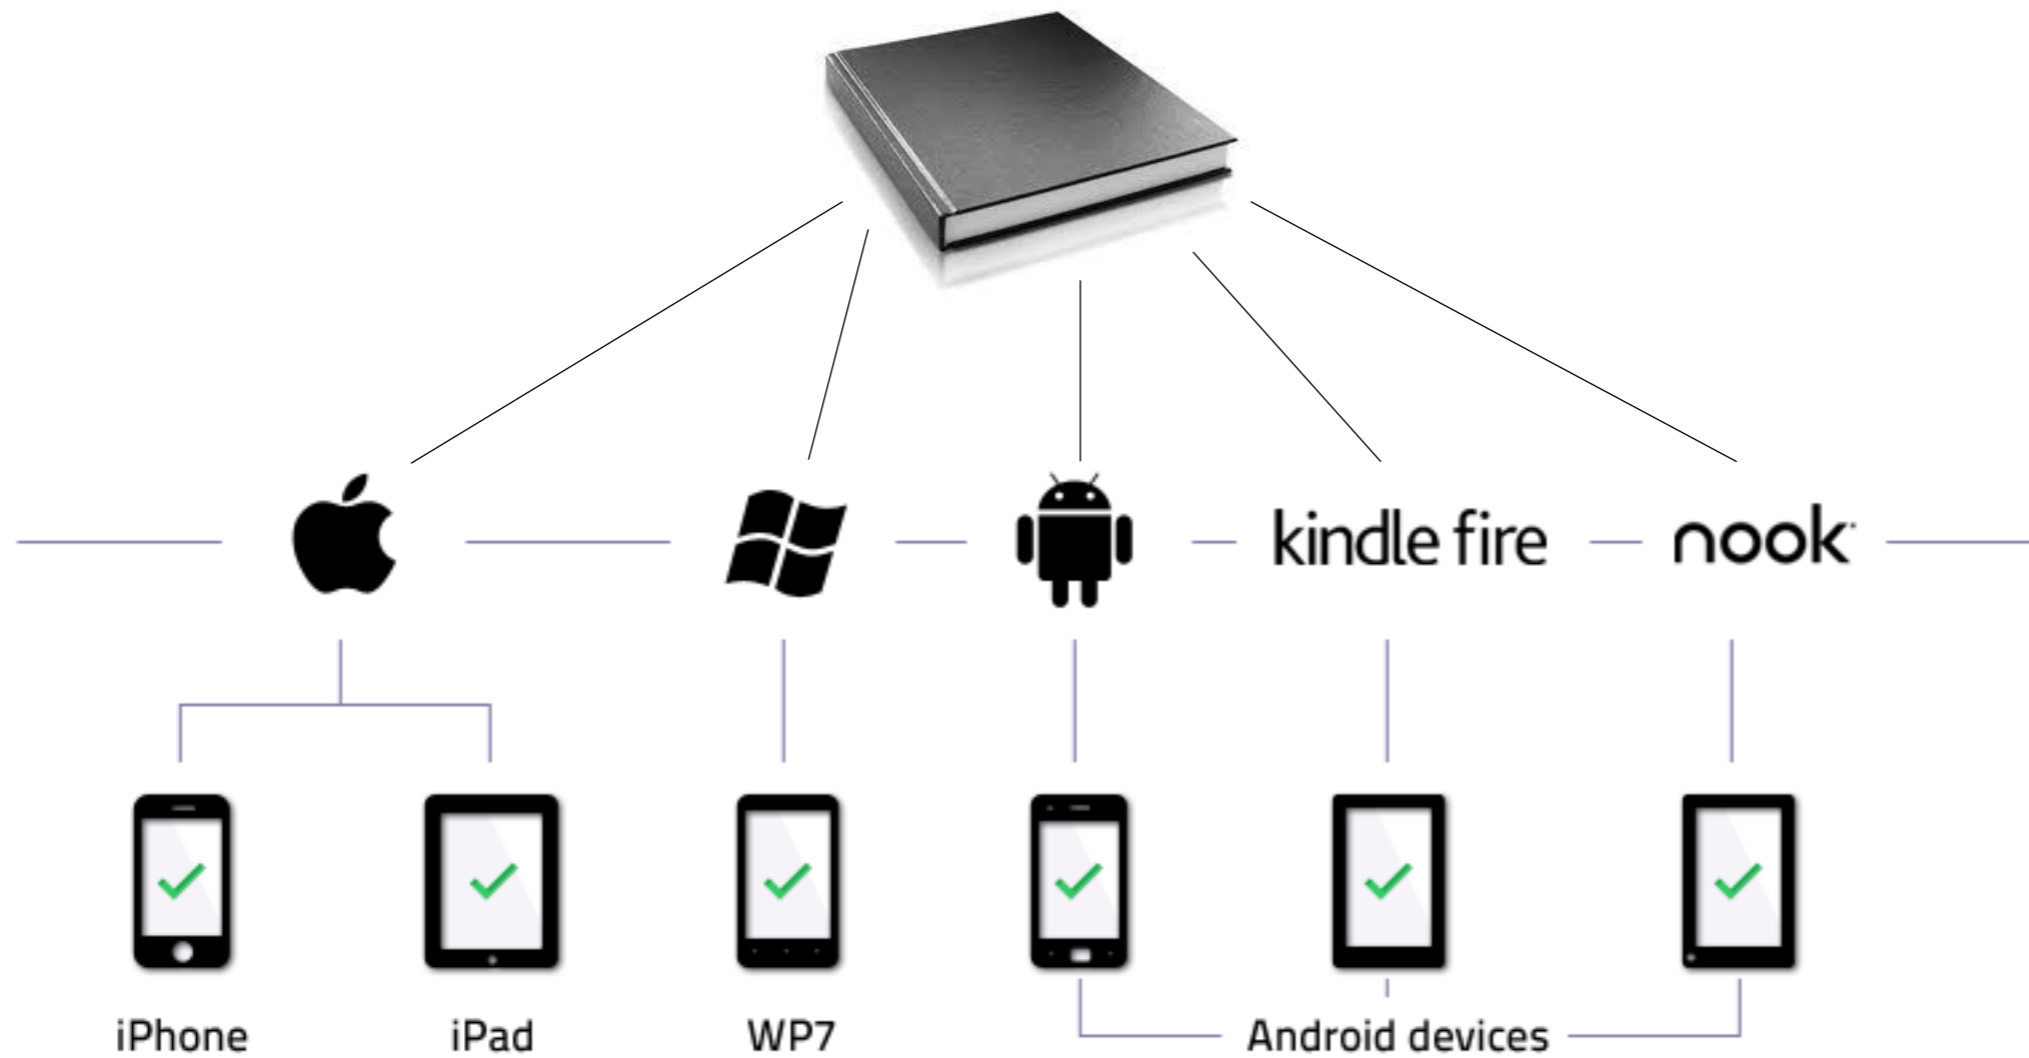 kindle fire
nook
iPhone
iPad
WP7
Android devices